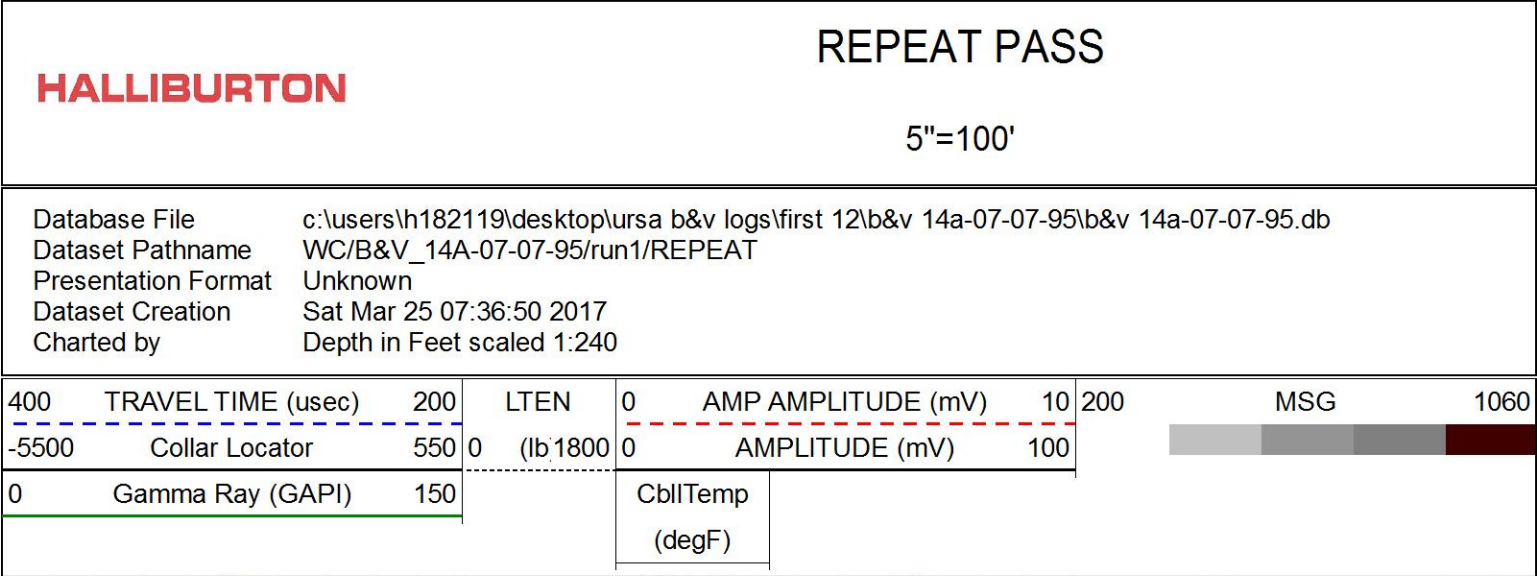 REPEAT PASS
HALLIBURTON
5"=100'
Database File c:\users\h182119\desktop\ursa b&v logs\first 12\b&v 14a-07-07-95\b&v 14a-07-07-95.db
Dataset Pathname WC/B&V_14A-07-07-95/run1/REPEAT
Presentation Format Unknown
Dataset Creation Sat Mar 25 07:36:50 2017
Charted by Depth in Feet scaled 1:240
400 TRAVEL TIME (usec) 200 LTEN 0 AMP AMPLITUDE (mV) 10 200 MSG 1060
-5500 Collar Locator 550 0 (lb) 1800 0 AMPLITUDE (mV) 100
0 Gamma Ray (GAPI) 150 CbllTemp
(degF)